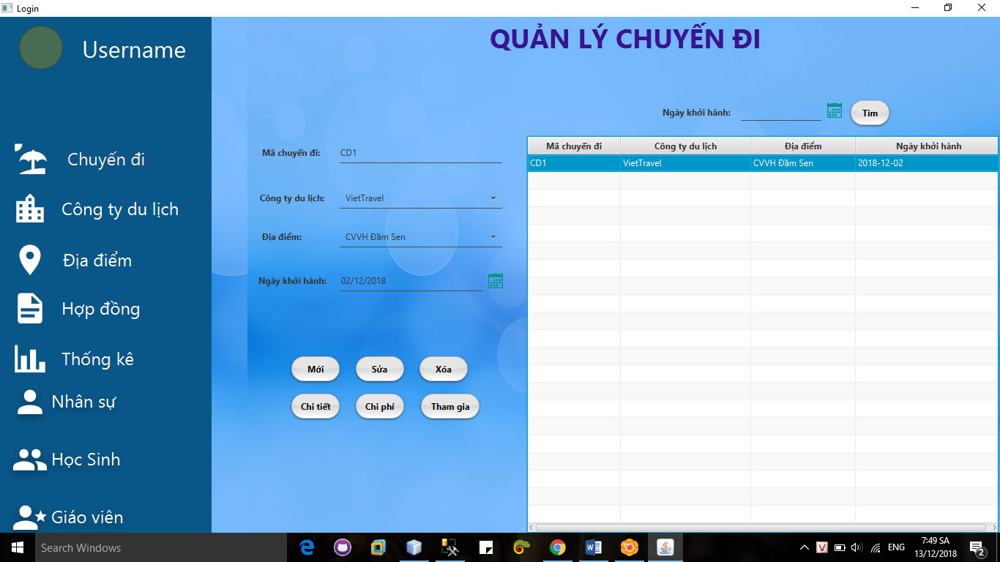 Login
Username
Chuyến đi
Công ty du lịch
Địa điểm
Hợp đồng
Thống kê
Nhân sự
Học Sinh
Giáo viên
QUẢN LÝ CHUYẾN ĐI
Ngày khởi hành:
Tìm
Mã chuyến đi: CD1
Công ty du lịch: VietTravel
Địa điểm: CVVH Đầm Sen
Ngày khởi hành: 02/12/2018
Mới Sửa Xóa
Chi tiết Chi phí Tham gia
Mã chuyến đi Công ty du lịch Địa điểm Ngày khởi hành
CD1 VietTravel CVVH Đầm Sen 2018-12-02
Search Windows
V
ENG
7:49 SA
13/12/2018
2